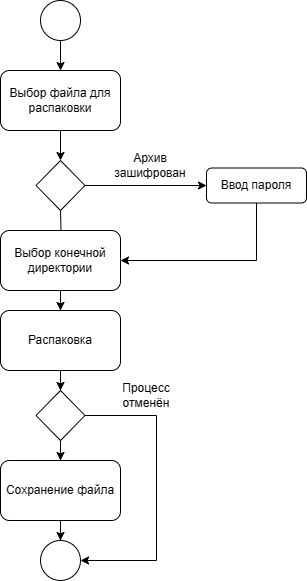 Выбор файла для
распаковки
Архив
зашифрован
Ввод пароля
Выбор конечной
директории
Распаковка
Процесс
отменён
Сохранение файла